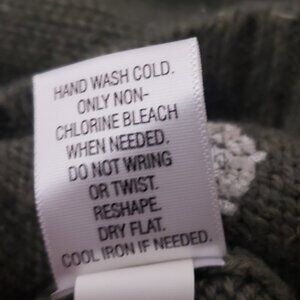 HAND WASH COLD.
ONLY NON-
CHLORINE BLEACH
WHEN NEEDED.
DO NOT WRING
OR TWIST.
RESHAPE.
DRY FLAT.
COOL IRON IF NEEDED.